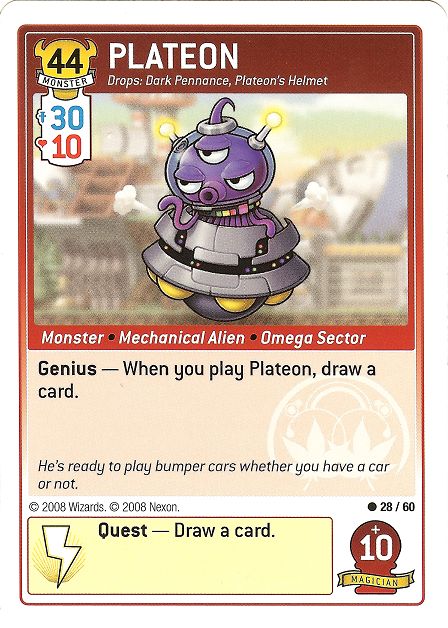 44
MONSTER
PLATEON
Drops: Dark Pennance, Plateon's Helmet
30
10
Monster • Mechanical Alien • Omega Sector
Genius — When you play Plateon, draw a
card.
He's ready to play bumper cars whether you have a car
or not.
© 2008 Wizards. © 2008 Nexon.
● 28 / 60
Quest — Draw a card.
+
10
MAGICIAN